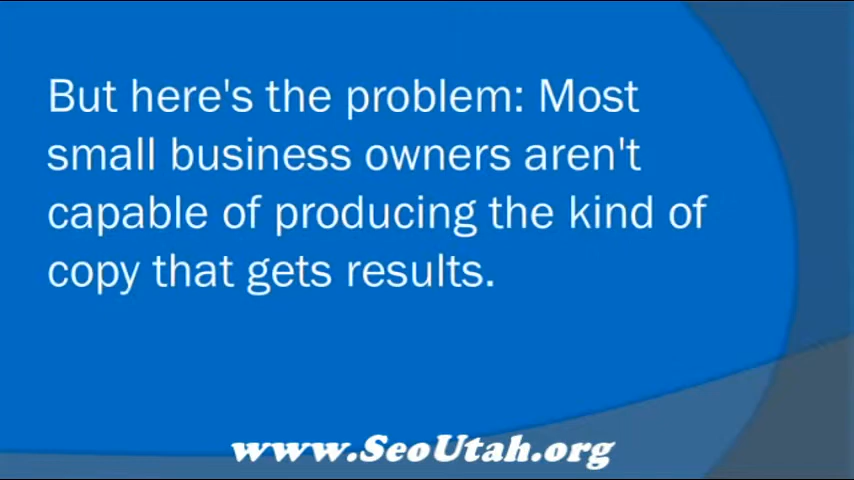 But here's the problem: Most
small business owners aren't
capable of producing the kind of
copy that gets results.
www.SeoUtah.org